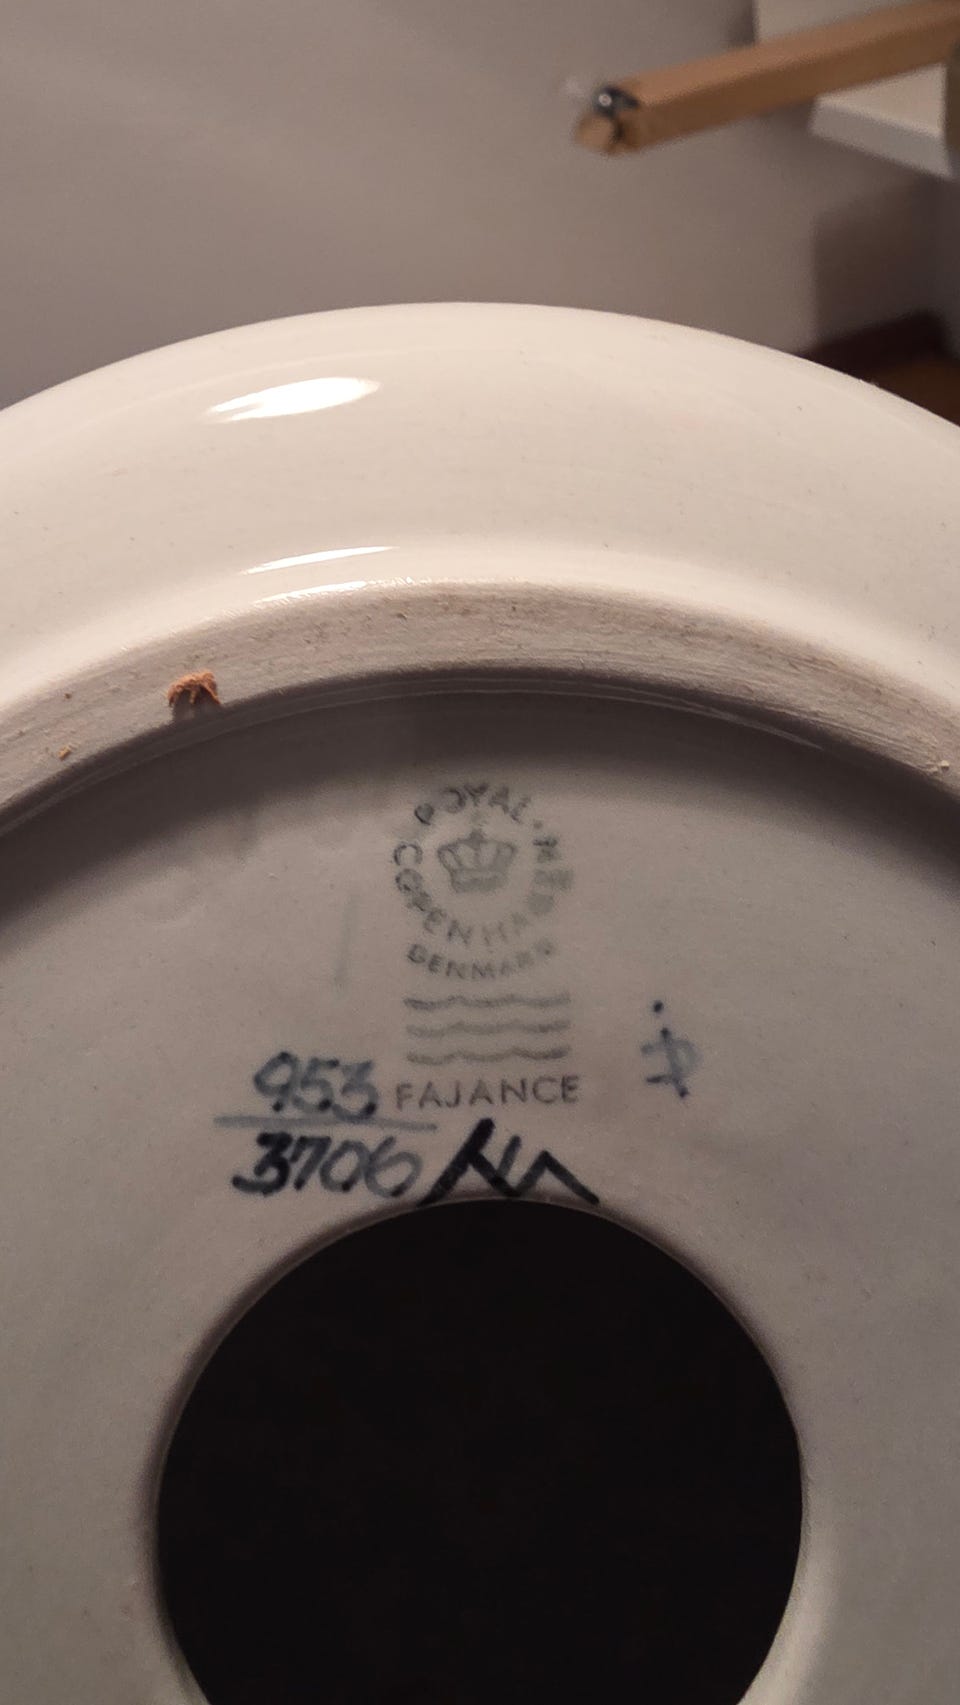 ROYAL · COPENHAGEN
DENMARK
953
FAJANCE
3706